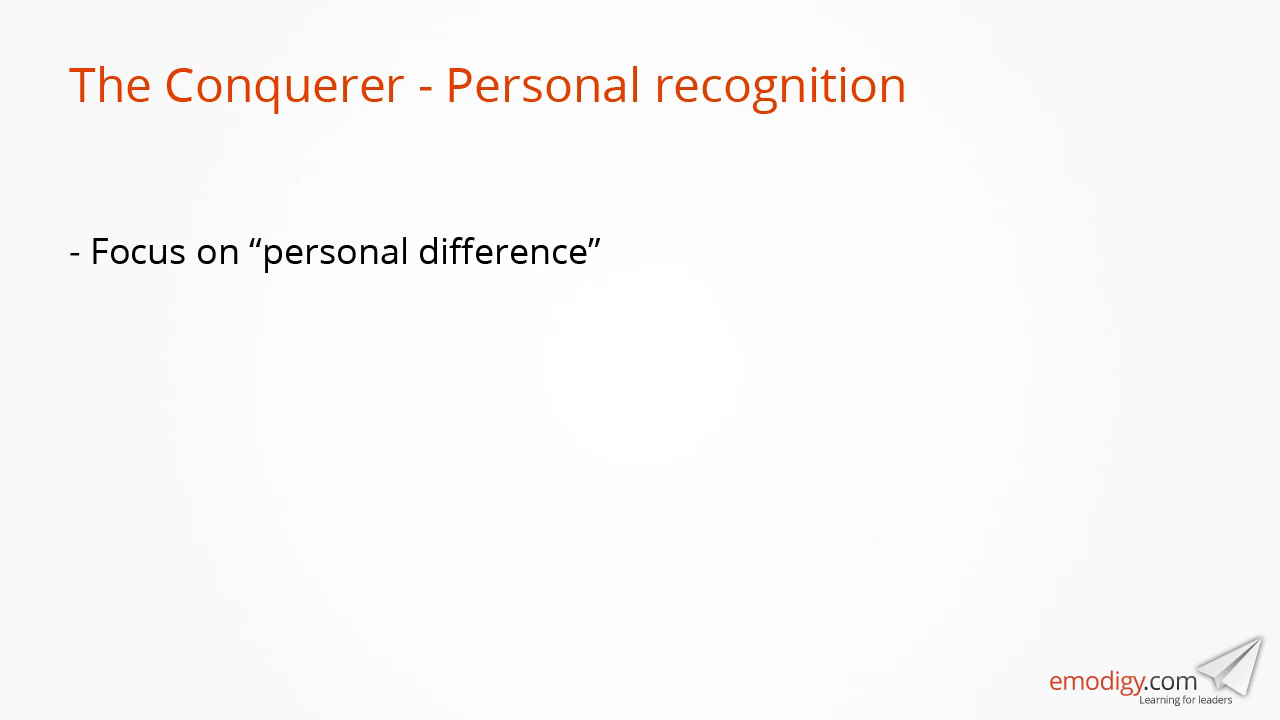 The Conquerer - Personal recognition
- Focus on “personal difference”
emodigy.com
Learning for leaders